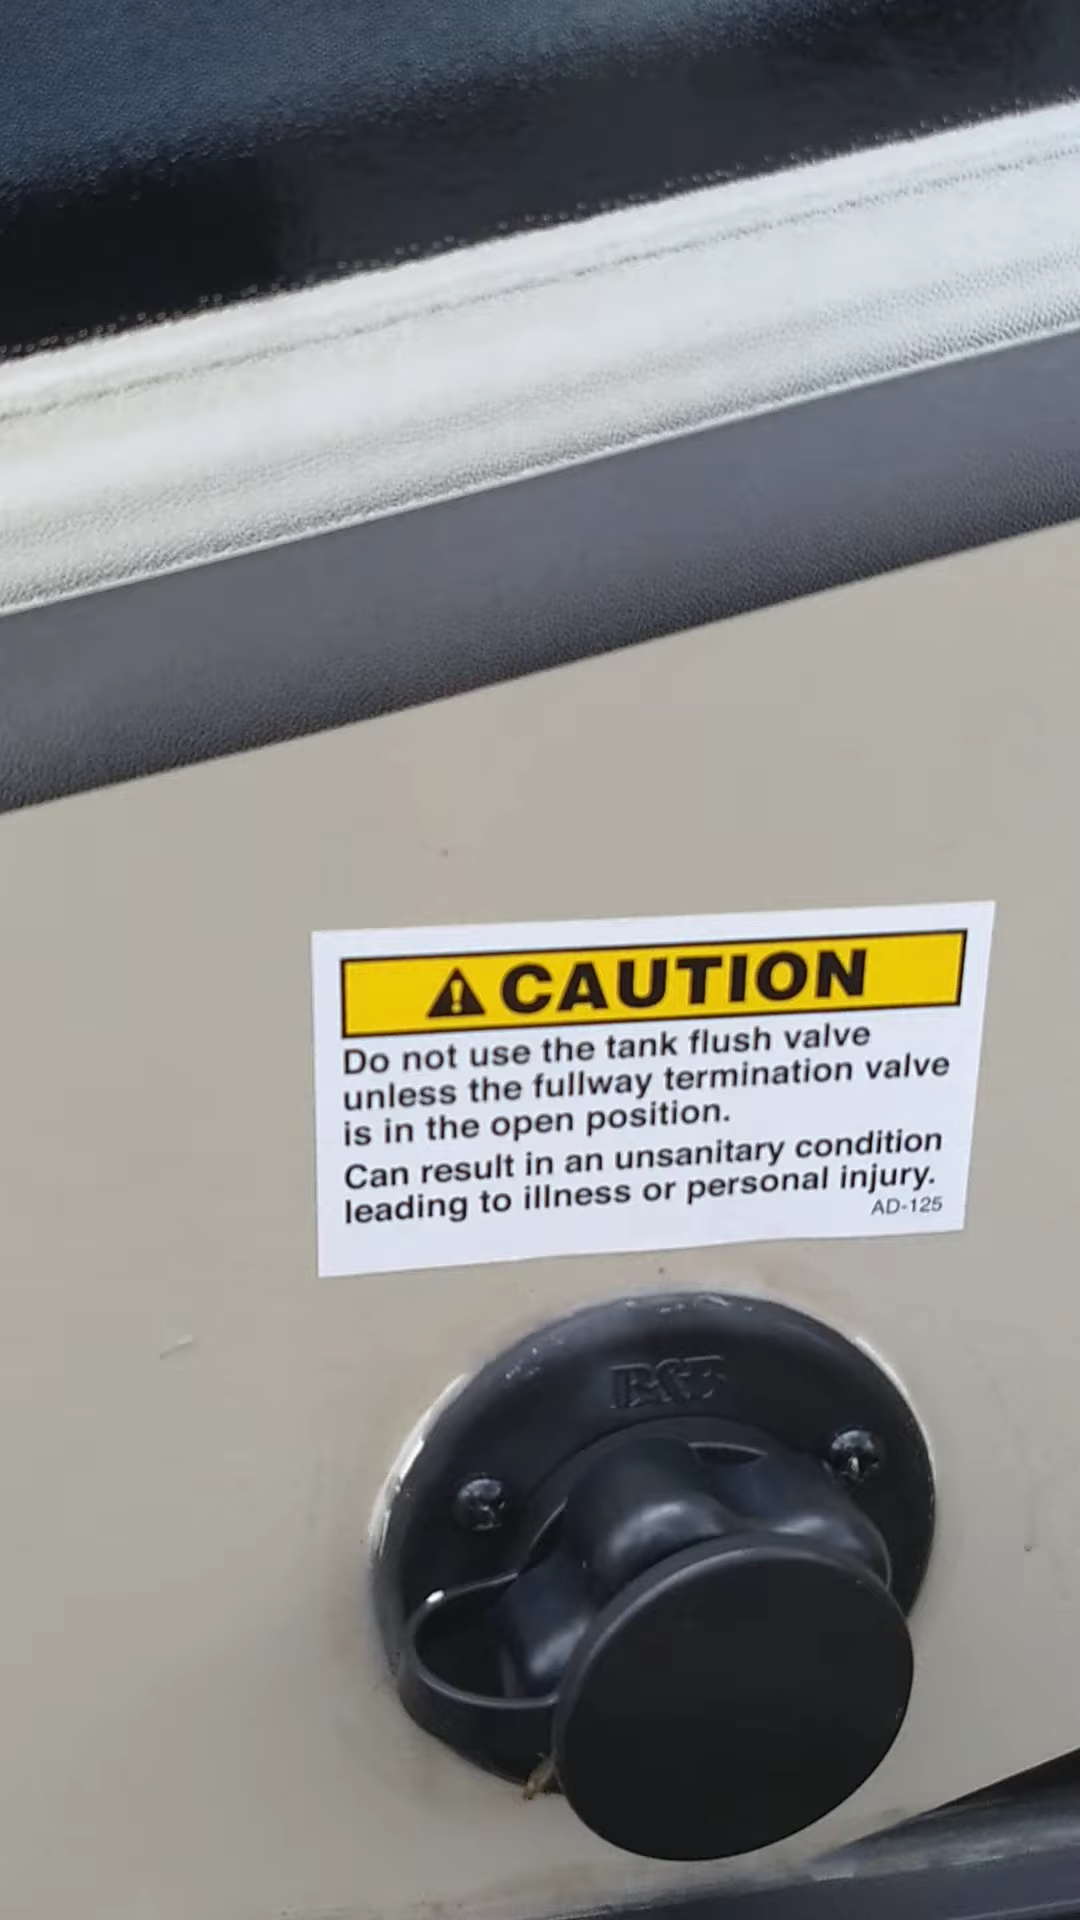 CAUTION
Do not use the tank flush valve
unless the fullway termination valve
is in the open position.
Can result in an unsanitary condition
leading to illness or personal injury.
AD-125